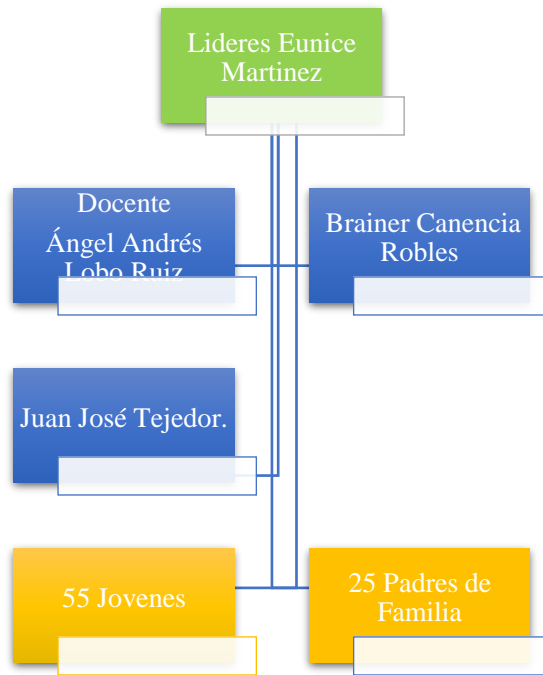 Lideres Eunice
Martinez
Docente
Ángel Andrés
Lobo Ruiz
Brainer Canencia
Robles
Juan José Tejedor.
55 Jovenes
25 Padres de
Familia